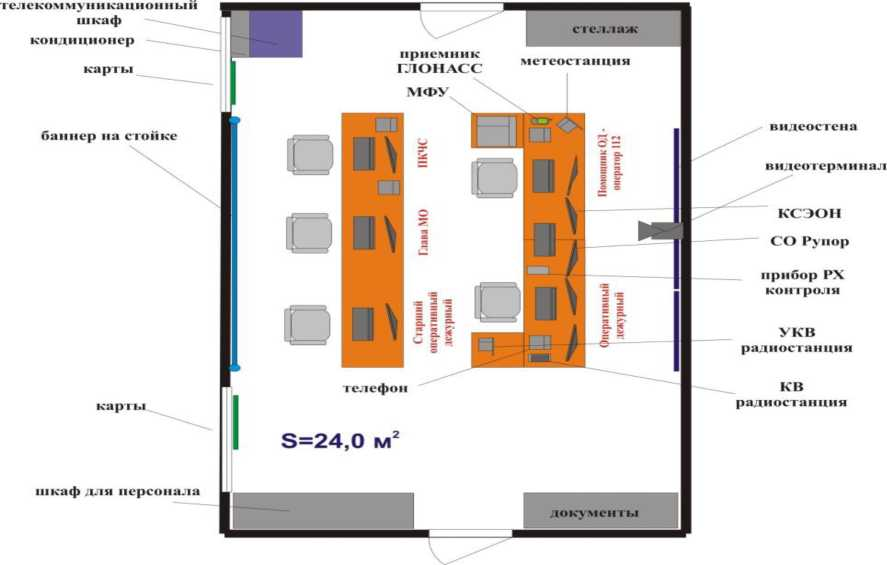 телекоммуникационный
шкаф
кондиционер
карты
баннер на стойке
стеллаж
приемник
ГЛОНАСС
метеостанция
МФУ
видеостена
видеотерминал
КСЭОН
СО Рупор
прибор РХ
контроля
УКВ
радиостанция
КВ
радиостанция
ПКЧС
Глава МО
Старший
оперативный
дежурный
Помощник ОД -
оператор 112
Оперативный
дежурный
телефон
карты
S=24,0 м²
шкаф для персонала
документы